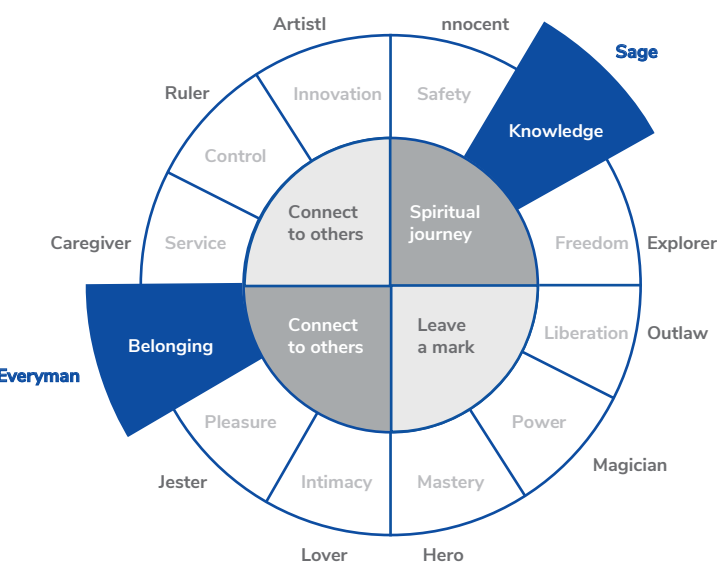 ArtistI
nnocent
Sage
Ruler
Innovation
Safety
Knowledge
Control
Connect
to others
Spiritual
journey
Caregiver
Service
Freedom
Explorer
Belonging
Connect
to others
Leave
a mark
Liberation
Outlaw
Everyman
Pleasure
Power
Magician
Jester
Intimacy
Mastery
Lover
Hero